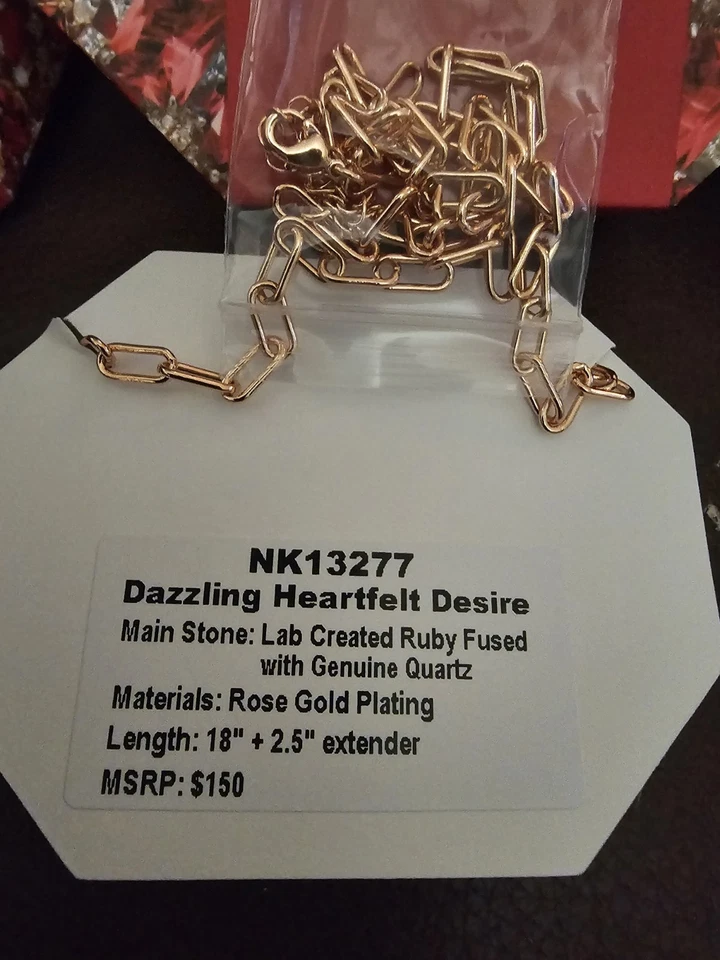 NK13277
Dazzling Heartfelt Desire
Main Stone: Lab Created Ruby Fused
with Genuine Quartz
Materials: Rose Gold Plating
Length: 18" + 2.5" extender
MSRP: $150